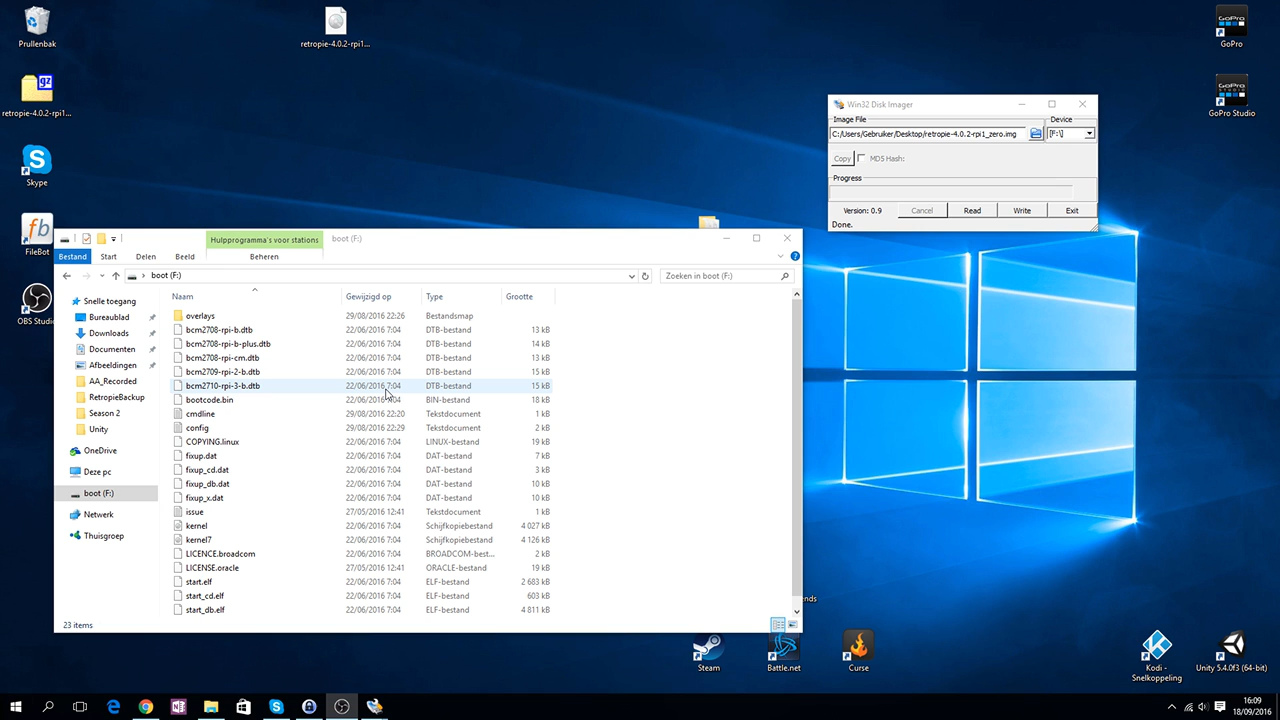 Prullenbak
retropie-4.0.2-rpi1...
GoPro
gz
retropie-4.0.2-rpi1...
GoPro
STUDIO
GoPro Studio
Skype
fb
FileBot
OBS Studio
Win32 Disk Imager
Image File
Device
C:/Users/Gebruiker/Desktop/retropie-4.0.2-rpi1_zero.img
[F:\]
Copy
MD5 Hash:
Progress
Version: 0.9
Cancel
Read
Write
Exit
Done.
Hulpprogramma's voor stations
boot (F:)
Bestand
Start
Delen
Beeld
Beheren
boot (F:)
Zoeken in boot (F:)
Snelle toegang
Bureaublad
Downloads
Documenten
Afbeeldingen
AA_Recorded
RetropieBackup
Season 2
Unity
OneDrive
Deze pc
boot (F:)
Netwerk
Thuisgroep
Naam Gewijzigd op Type Grootte
overlays 29/08/2016 22:26 Bestandsmap
bcm2708-rpi-b.dtb 22/06/2016 7:04 DTB-bestand 13 kB
bcm2708-rpi-b-plus.dtb 22/06/2016 7:04 DTB-bestand 14 kB
bcm2708-rpi-cm.dtb 22/06/2016 7:04 DTB-bestand 13 kB
bcm2709-rpi-2-b.dtb 22/06/2016 7:04 DTB-bestand 15 kB
bcm2710-rpi-3-b.dtb 22/06/2016 7:04 DTB-bestand 15 kB
bootcode.bin 22/06/2016 7:04 BIN-bestand 18 kB
cmdline 29/08/2016 22:20 Tekstdocument 1 kB
config 29/08/2016 22:29 Tekstdocument 2 kB
COPYING.linux 22/06/2016 7:04 LINUX-bestand 19 kB
fixup.dat 22/06/2016 7:04 DAT-bestand 7 kB
fixup_cd.dat 22/06/2016 7:04 DAT-bestand 3 kB
fixup_db.dat 22/06/2016 7:04 DAT-bestand 10 kB
fixup_x.dat 22/06/2016 7:04 DAT-bestand 10 kB
issue 27/05/2016 12:41 Tekstdocument 1 kB
kernel 22/06/2016 7:04 Schijfkopiebestand 4 027 kB
kernel7 22/06/2016 7:04 Schijfkopiebestand 4 126 kB
LICENCE.broadcom 22/06/2016 7:04 BROADCOM-best... 2 kB
LICENSE.oracle 27/05/2016 12:41 ORACLE-bestand 19 kB
start.elf 22/06/2016 7:04 ELF-bestand 2 683 kB
start_cd.elf 22/06/2016 7:04 ELF-bestand 603 kB
start_db.elf 22/06/2016 7:04 ELF-bestand 4 811 kB
23 items
Steam
Battle.net
Curse
Kodi -
Snelkoppeling
Unity 5.4.0f3 (64-bit)
16:09
18/09/2016